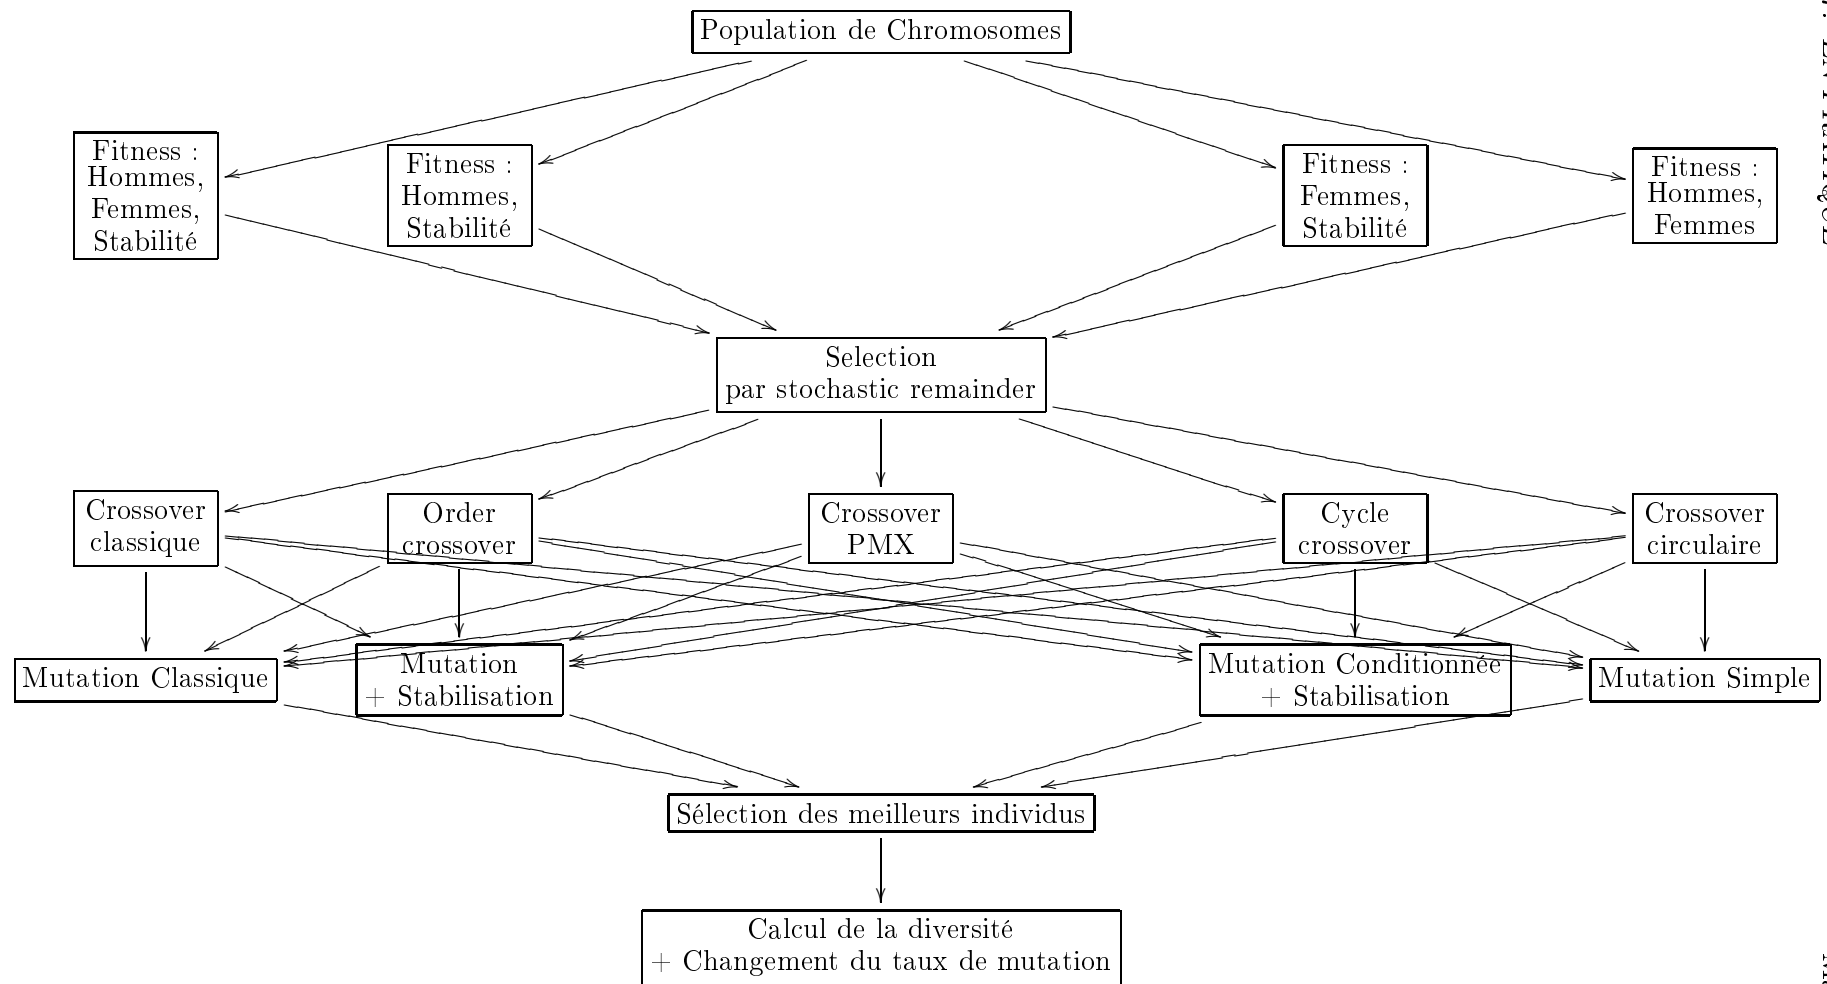 Population de Chromosomes
Fitness :
Hommes,
Femmes,
Stabilité
Fitness :
Hommes,
Stabilité
Fitness :
Femmes,
Stabilité
Fitness :
Hommes,
Femmes
Selection
par stochastic remainder
Crossover
classique
Order
crossover
Crossover
PMX
Cycle
crossover
Crossover
circulaire
Mutation Classique
Mutation
+ Stabilisation
Mutation Conditionnée
+ Stabilisation
Mutation Simple
Sélection des meilleurs individus
Calcul de la diversité
+ Changement du taux de mutation